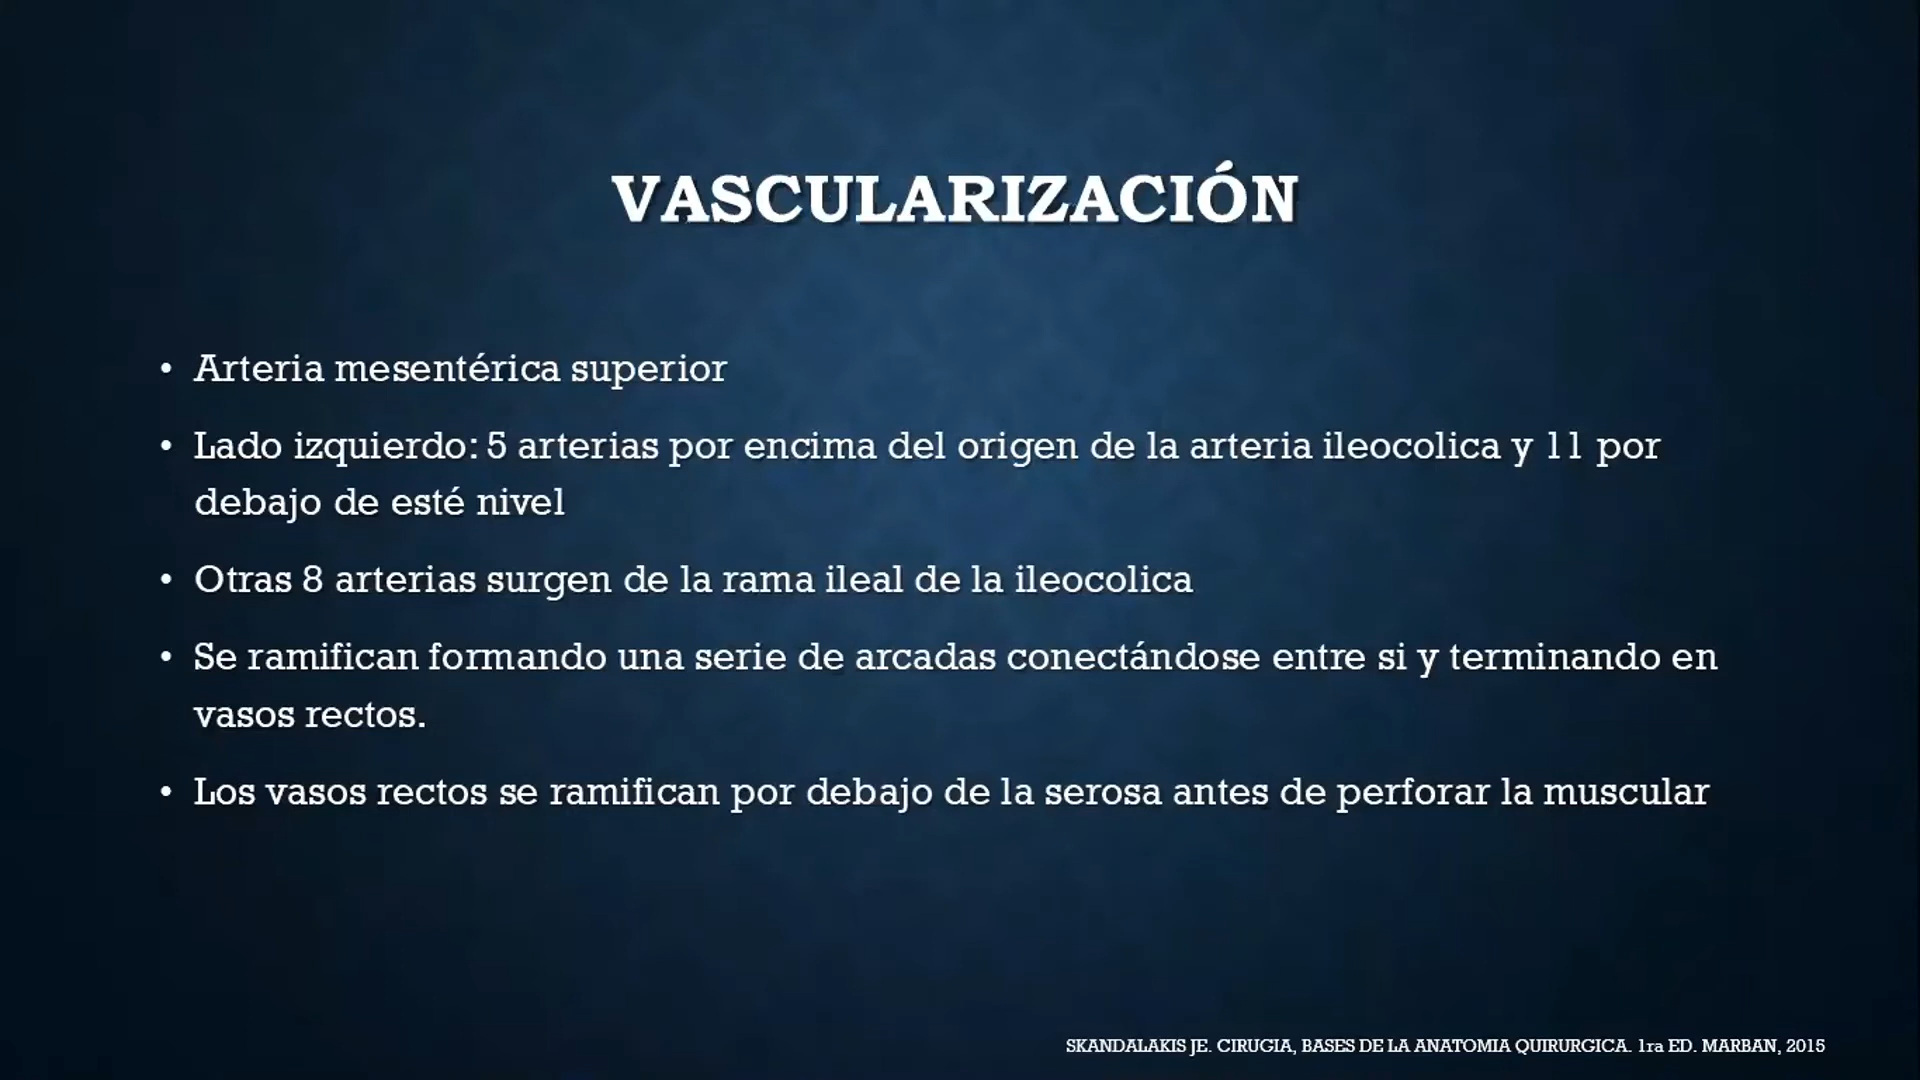 VASCULARIZACIÓN
• Arteria mesentérica superior
• Lado izquierdo: 5 arterias por encima del origen de la arteria ileocolica y 11 por
debajo de esté nivel
• Otras 8 arterias surgen de la rama ileal de la ileocolica
• Se ramifican formando una serie de arcadas conectándose entre si y terminando en
vasos rectos.
• Los vasos rectos se ramifican por debajo de la serosa antes de perforar la muscular
SKANDALAKIS JE. CIRUGIA, BASES DE LA ANATOMIA QUIRURGICA. 1ra ED. MARBAN, 2015